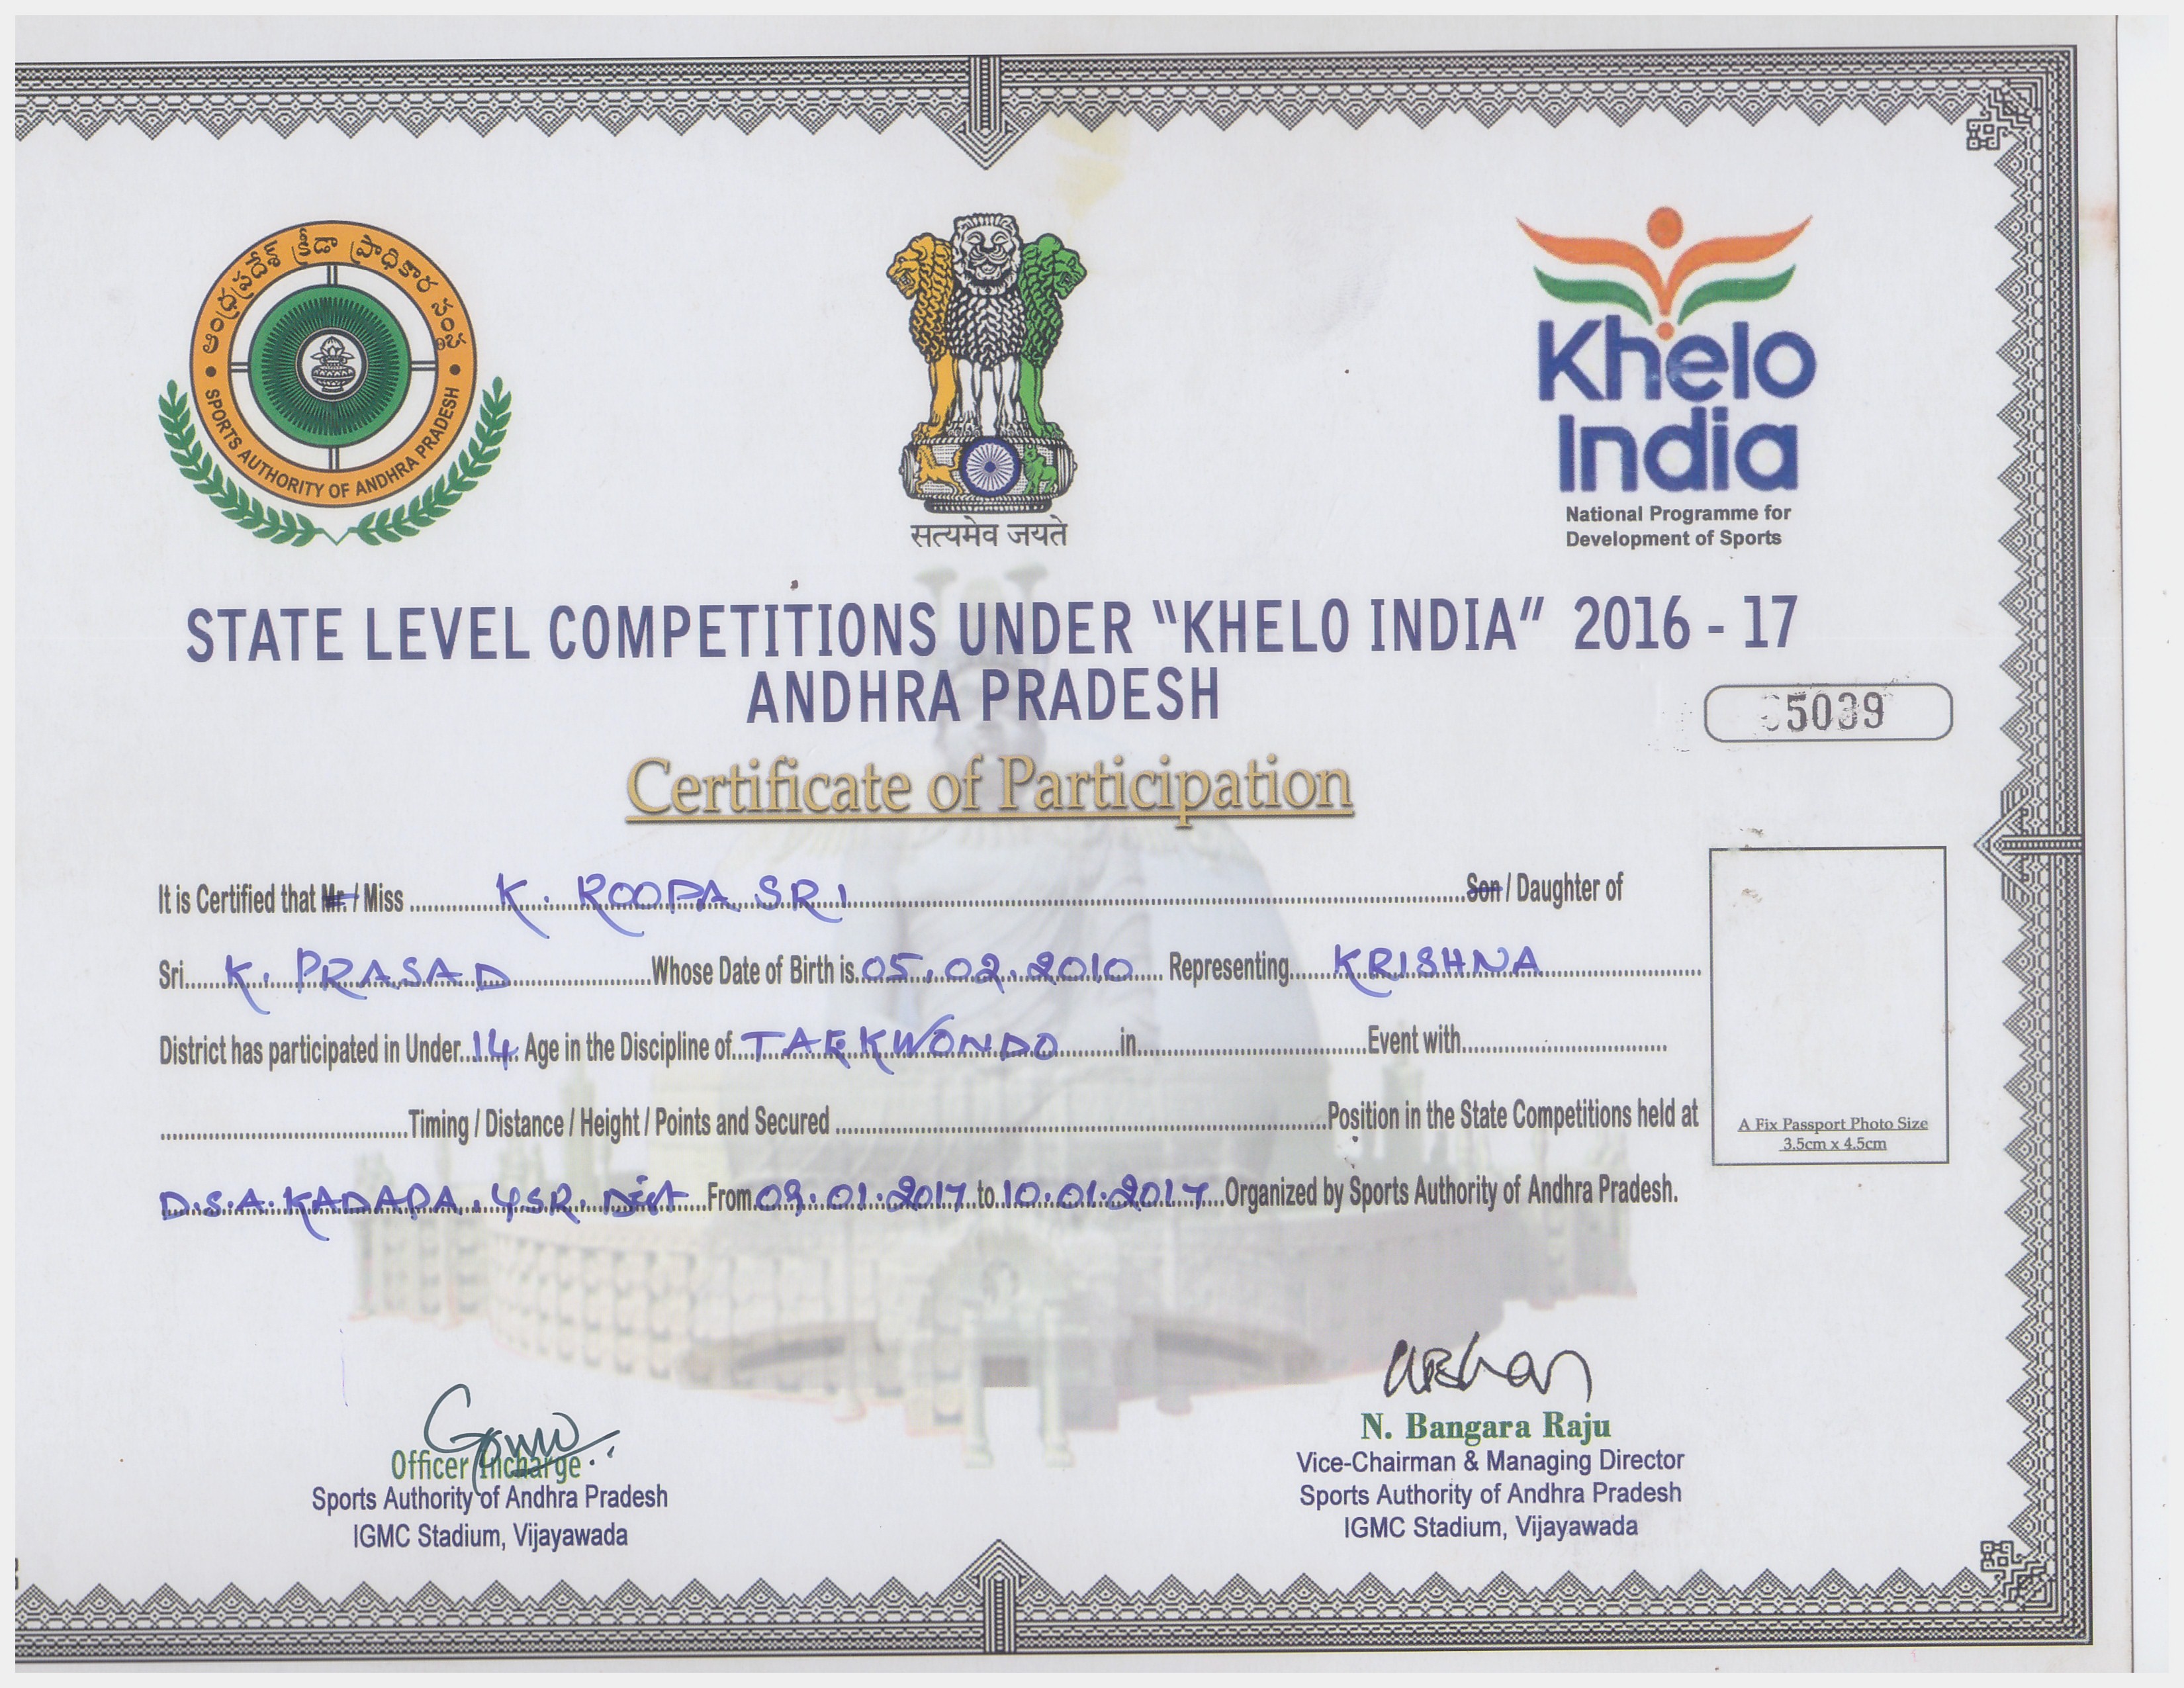 ఆంధ్రప్రదేశ్ క్రీడా ప్రాధికార సంస్థ
SPORTS AUTHORITY OF ANDHRA PRADESH
सत्यमेव जयते
Khelo
India
National Programme for
Development of Sports
STATE LEVEL COMPETITIONS UNDER "KHELO INDIA" 2016 - 17
ANDHRA PRADESH
5039
Certificate of Participation
It is Certified that Mr. / Miss K. ROOPA SRI Son / Daughter of
Sri K. PRASAD Whose Date of Birth is 05.02.2010 Representing KRISHNA
District has participated in Under 14 Age in the Discipline of TAEKWONDO in Event with
Timing / Distance / Height / Points and Secured Position in the State Competitions held at
D.S.A. KADAPA, YSR. Dist From 09.01.2017 to 10.01.2017 Organized by Sports Authority of Andhra Pradesh.
A Fix Passport Photo Size
3.5cm x 4.5cm
Officer Incharge
Sports Authority of Andhra Pradesh
IGMC Stadium, Vijayawada
N. Bangara Raju
Vice-Chairman & Managing Director
Sports Authority of Andhra Pradesh
IGMC Stadium, Vijayawada